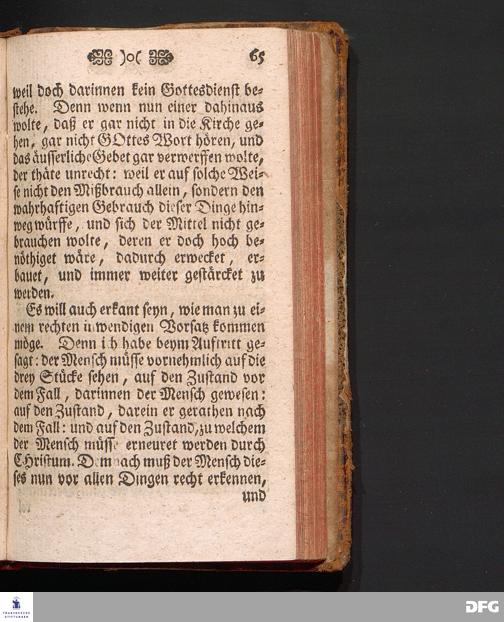 )o( 65
weil doch darinnen kein Gottesdienst be-
stehe. Denn wenn nun einer dahinaus
wolte, daß er gar nicht in die Kirche ge-
hen, gar nicht GOttes Wort hören, und
das äusserliche Gebet gar verwerffen wolte,
der thäte unrecht: weil er auf solche Wei-
se nicht den Mißbrauch allein, sondern den
wahrhaftigen Gebrauch dieser Dinge hin-
weg würffe, und sich der Mittel nicht ge-
brauchen wolte, deren er doch hoch be-
nöthiget wäre, dadurch erwecket, er-
bauet, und immer weiter gestärcket zu
werden.
Es will auch erkant seyn, wie man zu ei-
nem rechten inwendigen Vorsatz kommen
möge. Denn ich habe beym Auftritt ge-
sagt: der Mensch müsse vornehmlich auf die
drey Stücke sehen, auf den Zustand vor
dem Fall, darinnen der Mensch gewesen:
auf den Zustand, darein er gerathen nach
dem Fall: und auf den Zustand, zu welchem
der Mensch müsse erneuret werden durch
CHristum. Demnach muß der Mensch die-
ses nun vor allen Dingen recht erkennen,
und
FRANCKESCHE
STIFTUNGEN
DFG